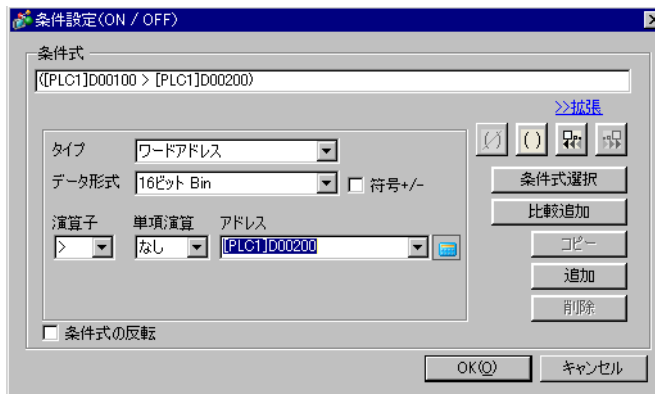 条件設定(ON / OFF)
条件式
([PLC1]D00100 > [PLC1]D00200)
>>拡張
タイプ ワードアドレス
( )
データ形式 16ビット Bin 符号+/-
条件式選択
比較追加
演算子 単項演算 アドレス
> なし [PLC1]D00200
コピー
追加
削除
条件式の反転
OK(O) キャンセル